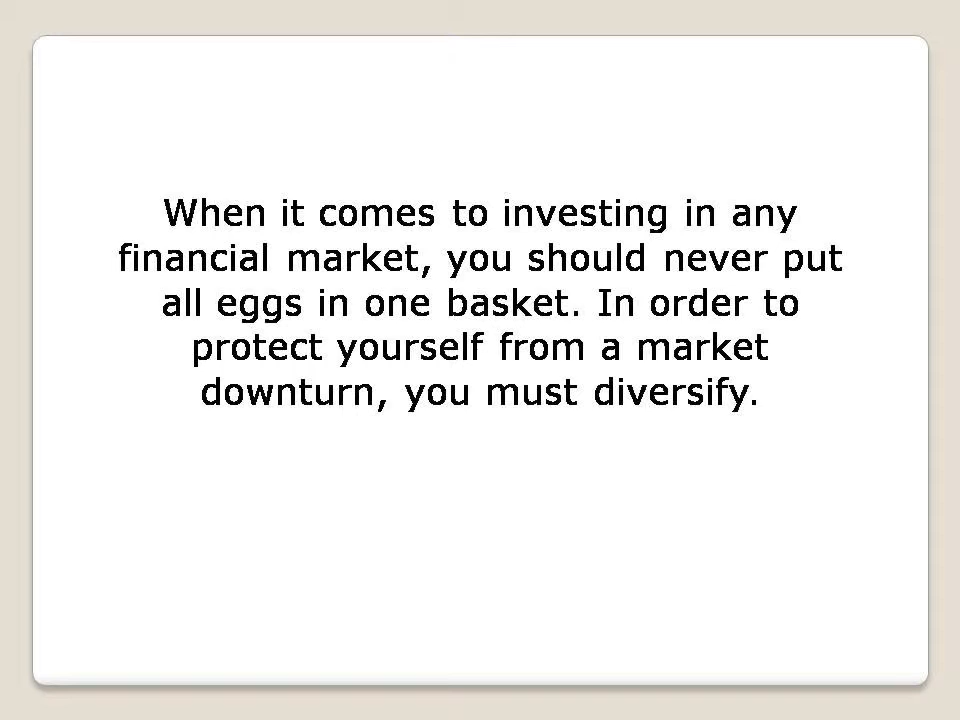 When it comes to investing in any
financial market, you should never put
all eggs in one basket. In order to
protect yourself from a market
downturn, you must diversify.